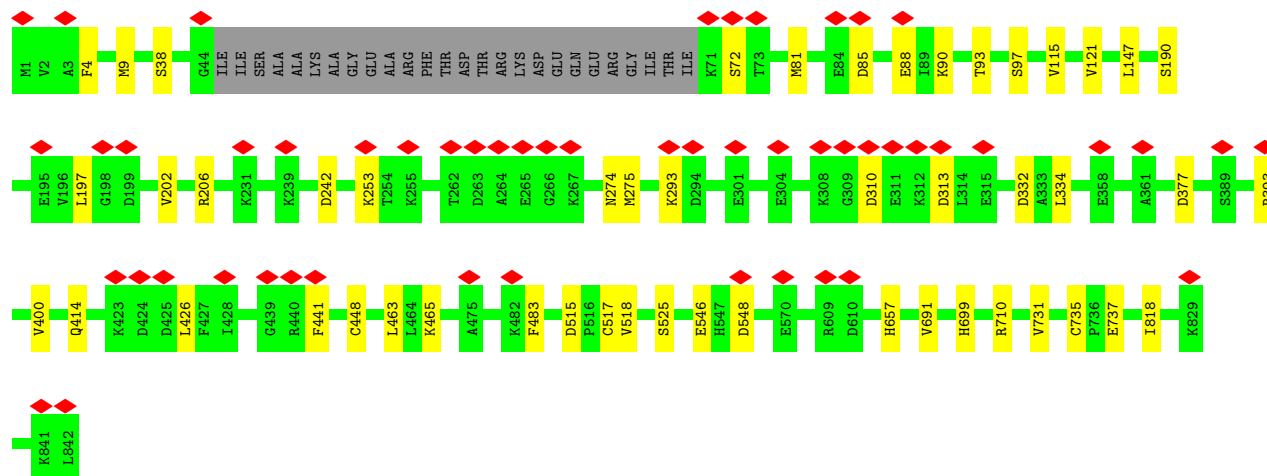 M1 V2 A3 F4 M9 S38 G44 ILE ILE SER ALA ALA LYS ALA GLY GLU ALA ARG PHE THR ASP THR ARG LYS ASP GLU GLN GLU ARG GLY ILE THR ILE K71 S72 T73 M81 E84 D85 E88 I89 K90 T93 S97 V115 V121 L147 S190
E195 V196 L197 G198 D199 V202 R206 K231 K239 D242 K253 T254 K255 T262 D263 A264 E265 G266 K267 N274 M275 K293 D294 E301 E304 K308 G309 D310 E311 K312 D313 L314 E315 D332 A333 L334 E358 A361 D377 S389
V400 Q414 K423 D424 D425 L426 F427 I428 G439 R440 F441 C448 L463 L464 K465 A475 K482 F483 D515 P516 C517 V518 S525 E546 H547 D548 E570 R609 D610 H657 V691 H699 R710 V731 C735 P736 E737 I818 K829
K841 L842